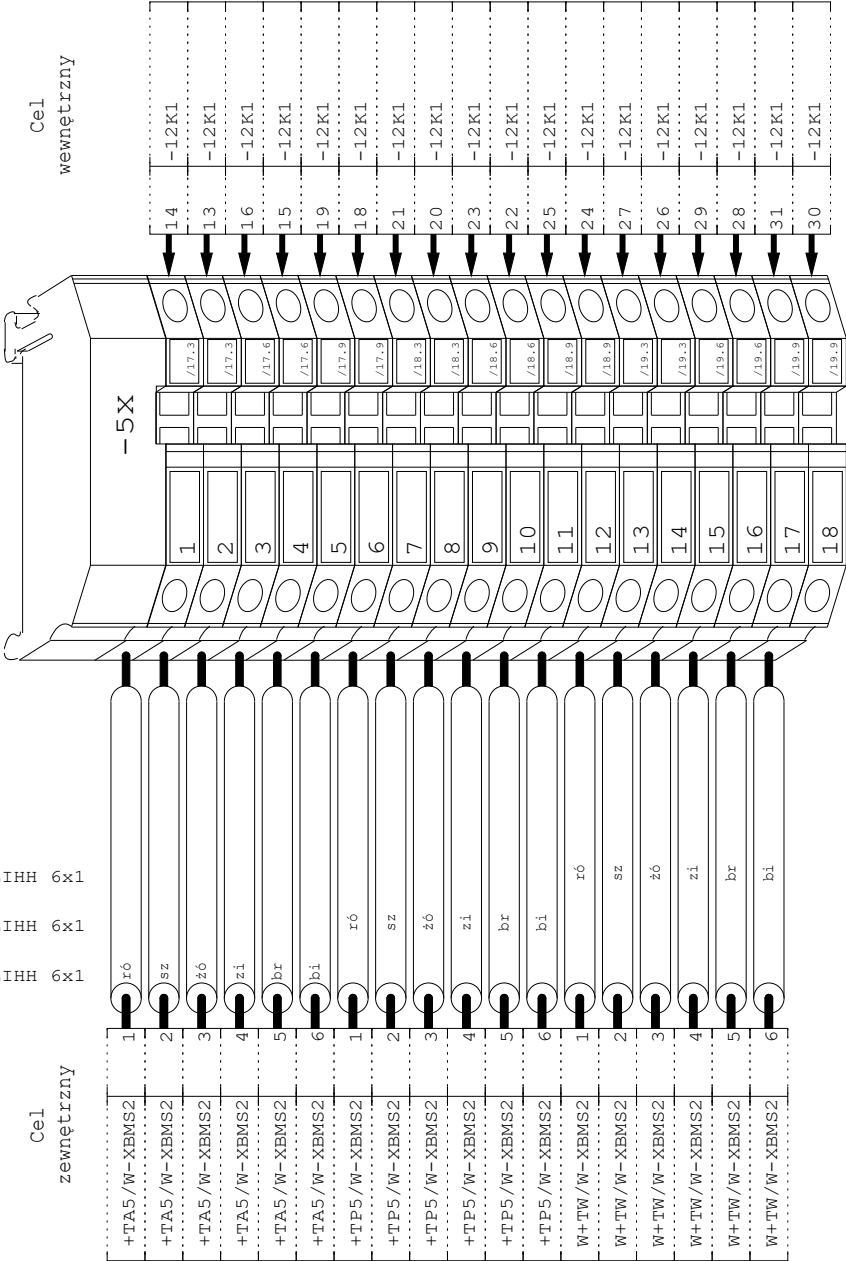 Cel
wewnętrzny
-12K1 -12K1 -12K1 -12K1 -12K1 -12K1 -12K1 -12K1 -12K1 -12K1 -12K1 -12K1 -12K1 -12K1 -12K1 -12K1 -12K1 -12K1
14 13 16 15 19 18 21 20 23 22 25 24 27 26 29 28 31 30
/17.3 /17.3 /17.6 /17.6 /17.9 /17.9 /18.3 /18.3 /18.6 /18.6 /18.9 /18.9 /19.3 /19.3 /19.6 /19.6 /19.9 /19.9
-5X
1 2 3 4 5 6 7 8 9 10 11 12 13 14 15 16 17 18
IHH 6x1 ró sz żó zi br bi
IHH 6x1 ró sz żó zi br bi
IHH 6x1 ró sz żó zi br bi
1 2 3 4 5 6 1 2 3 4 5 6 1 2 3 4 5 6
Cel
zewnętrzny
+TA5/W-XBMS2 +TA5/W-XBMS2 +TA5/W-XBMS2 +TA5/W-XBMS2 +TA5/W-XBMS2 +TA5/W-XBMS2 +TP5/W-XBMS2 +TP5/W-XBMS2 +TP5/W-XBMS2 +TP5/W-XBMS2 +TP5/W-XBMS2 +TP5/W-XBMS2 W+TW/W-XBMS2 W+TW/W-XBMS2 W+TW/W-XBMS2 W+TW/W-XBMS2 W+TW/W-XBMS2 W+TW/W-XBMS2